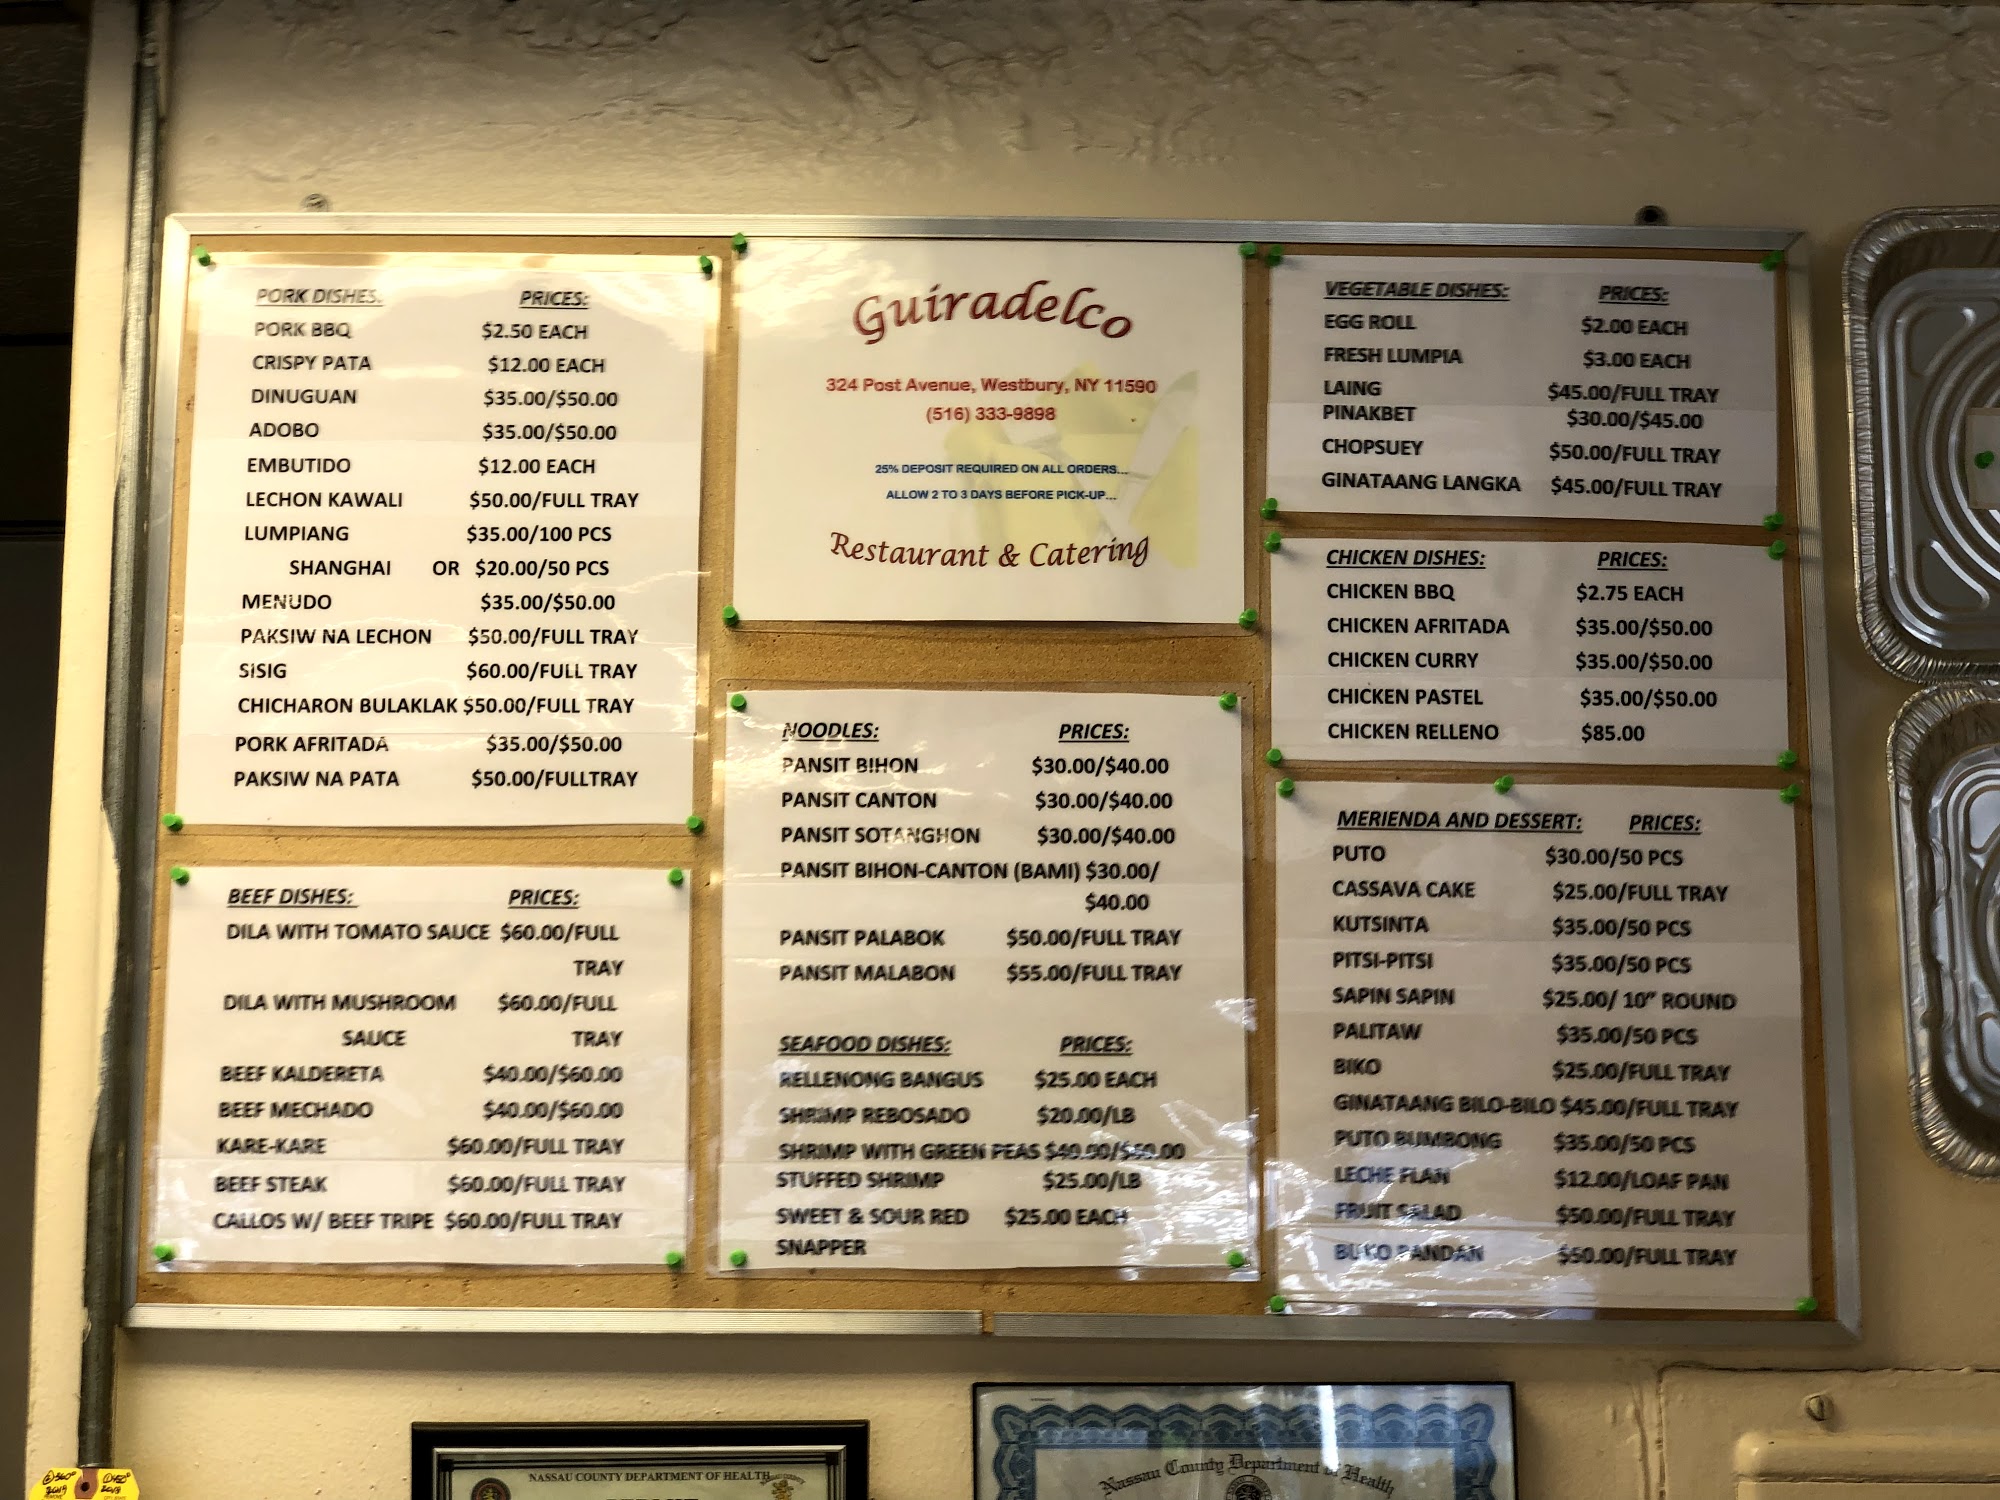 PORK DISHES. PRICES:
PORK BBQ $2.50 EACH
CRISPY PATA $12.00 EACH
DINUGUAN $35.00/$50.00
ADOBO $35.00/$50.00
EMBUTIDO $12.00 EACH
LECHON KAWALI $50.00/FULL TRAY
LUMPIANG $35.00/100 PCS
SHANGHAI OR $20.00/50 PCS
MENUDO $35.00/$50.00
PAKSIW NA LECHON $50.00/FULL TRAY
SISIG $60.00/FULL TRAY
CHICHARON BULAKLAK $50.00/FULL TRAY
PORK AFRITADA $35.00/$50.00
PAKSIW NA PATA $50.00/FULLTRAY
BEEF DISHES: PRICES:
DILA WITH TOMATO SAUCE $60.00/FULL
TRAY
DILA WITH MUSHROOM $60.00/FULL
SAUCE TRAY
BEEF KALDERETA $40.00/$60.00
BEEF MECHADO $40.00/$60.00
KARE-KARE $60.00/FULL TRAY
BEEF STEAK $60.00/FULL TRAY
CALLOS W/ BEEF TRIPE $60.00/FULL TRAY
Guiradelco
324 Post Avenue, Westbury, NY 11590
(516) 333-9898
25% DEPOSIT REQUIRED ON ALL ORDERS...
ALLOW 2 TO 3 DAYS BEFORE PICK-UP...
Restaurant & Catering
NOODLES: PRICES:
PANSIT BIHON $30.00/$40.00
PANSIT CANTON $30.00/$40.00
PANSIT SOTANGHON $30.00/$40.00
PANSIT BIHON-CANTON (BAMI) $30.00/
$40.00
PANSIT PALABOK $50.00/FULL TRAY
PANSIT MALABON $55.00/FULL TRAY
SEAFOOD DISHES: PRICES:
RELLENONG BANGUS $25.00 EACH
SHRIMP REBOSADO $20.00/LB
SHRIMP WITH GREEN PEAS
STUFFED SHRIMP $25.00/LB
SWEET & SOUR RED $25.00 EACH
SNAPPER
VEGETABLE DISHES: PRICES:
EGG ROLL $2.00 EACH
FRESH LUMPIA $3.00 EACH
LAING $45.00/FULL TRAY
PINAKBET $30.00/$45.00
CHOPSUEY $50.00/FULL TRAY
GINATAANG LANGKA $45.00/FULL TRAY
CHICKEN DISHES: PRICES:
CHICKEN BBQ $2.75 EACH
CHICKEN AFRITADA $35.00/$50.00
CHICKEN CURRY $35.00/$50.00
CHICKEN PASTEL $35.00/$50.00
CHICKEN RELLENO $85.00
MERIENDA AND DESSERT: PRICES:
PUTO $30.00/50 PCS
CASSAVA CAKE $25.00/FULL TRAY
KUTSINTA $35.00/50 PCS
PITSI-PITSI $35.00/50 PCS
SAPIN SAPIN $25.00/ 10" ROUND
PALITAW $35.00/50 PCS
BIKO $25.00/FULL TRAY
GINATAANG BILO-BILO $45.00/FULL TRAY
PUTO BUMBONG $35.00/50 PCS
LECHE FLAN $12.00/LOAF PAN
FRUIT SALAD $50.00/FULL TRAY
BUKO PANDAN $50.00/FULL TRAY
NASSAU COUNTY DEPARTMENT OF HEALTH
Nassau County Department of Health